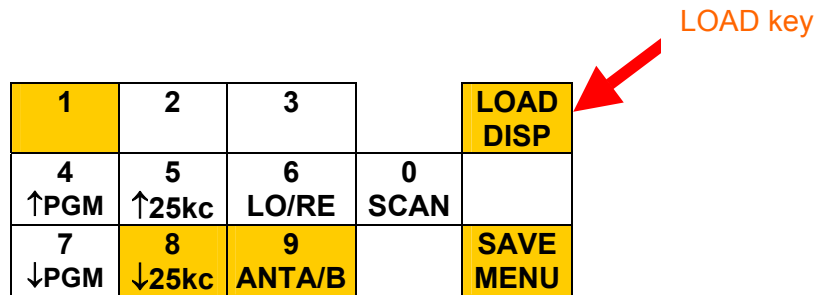 LOAD key
1 2 3 LOAD
DISP
4 5 6 0
↑PGM ↑25kc LO/RE SCAN
7 8 9 SAVE
↓PGM ↓25kc ANTA/B MENU